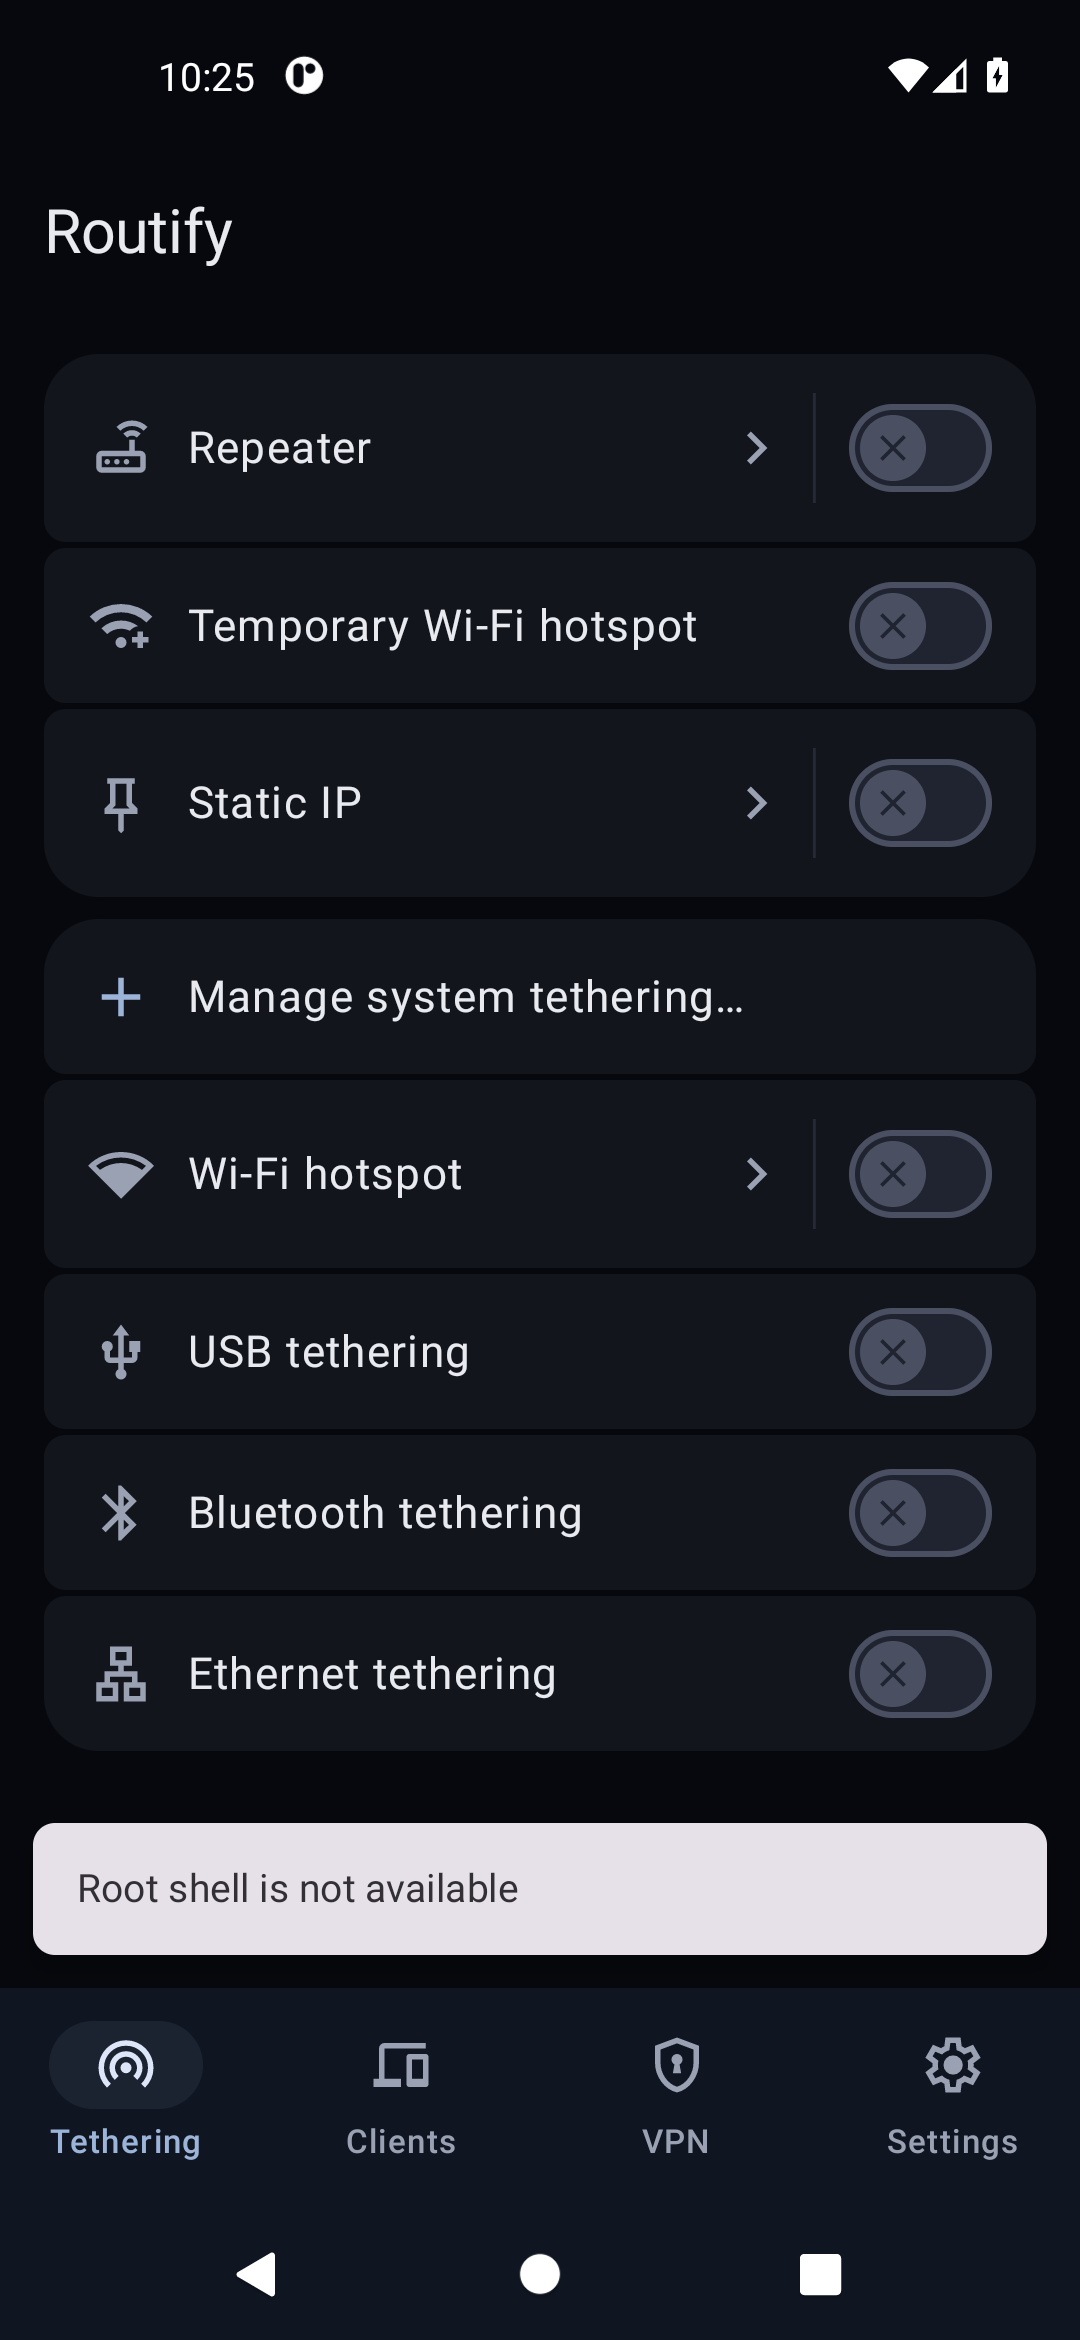 10:25
Routify
Repeater
Temporary Wi-Fi hotspot
Static IP
Manage system tethering…
Wi-Fi hotspot
USB tethering
Bluetooth tethering
Ethernet tethering
Root shell is not available
Tethering
Clients
VPN
Settings